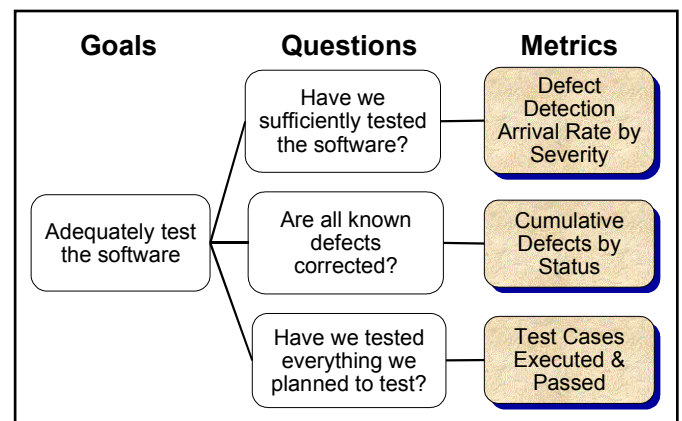 Goals
Questions
Metrics
Have we
sufficiently tested
the software?
Defect
Detection
Arrival Rate by
Severity
Adequately test
the software
Are all known
defects
corrected?
Cumulative
Defects by
Status
Have we tested
everything we
planned to test?
Test Cases
Executed &
Passed